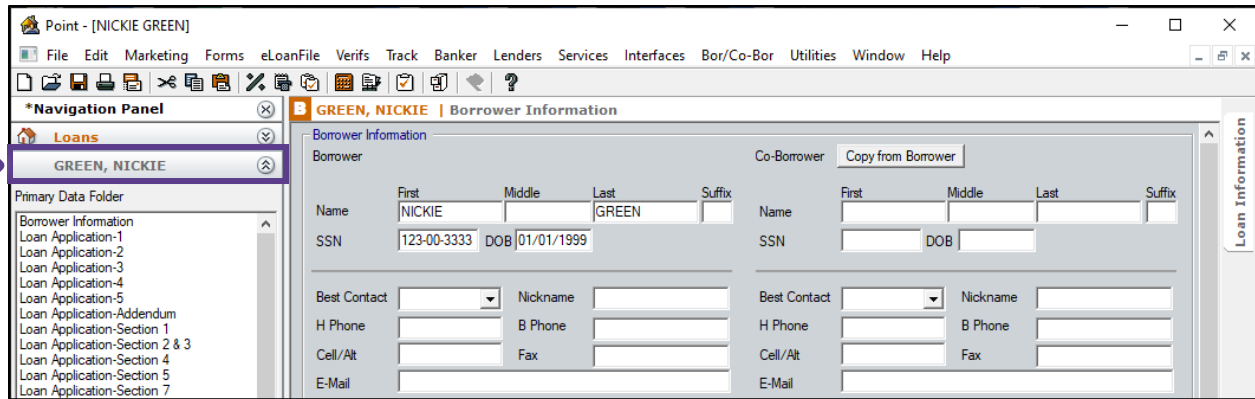 Point - [NICKIE GREEN]
File Edit Marketing Forms eLoanFile Verifs Track Banker Lenders Services Interfaces Bor/Co-Bor Utilities Window Help
*Navigation Panel
Loans
GREEN, NICKIE
Primary Data Folder
Borrower Information
Loan Application-1
Loan Application-2
Loan Application-3
Loan Application-4
Loan Application-5
Loan Application-Addendum
Loan Application-Section 1
Loan Application-Section 2 & 3
Loan Application-Section 4
Loan Application-Section 5
Loan Application-Section 7
B GREEN, NICKIE | Borrower Information
Borrower Information
Borrower
First Middle Last Suffix
Name NICKIE GREEN
SSN 123-00-3333 DOB 01/01/1999
Best Contact Nickname
H Phone B Phone
Cell/Alt Fax
E-Mail
Co-Borrower Copy from Borrower
First Middle Last Suffix
Name
SSN DOB
Best Contact Nickname
H Phone B Phone
Cell/Alt Fax
E-Mail
Loan Information